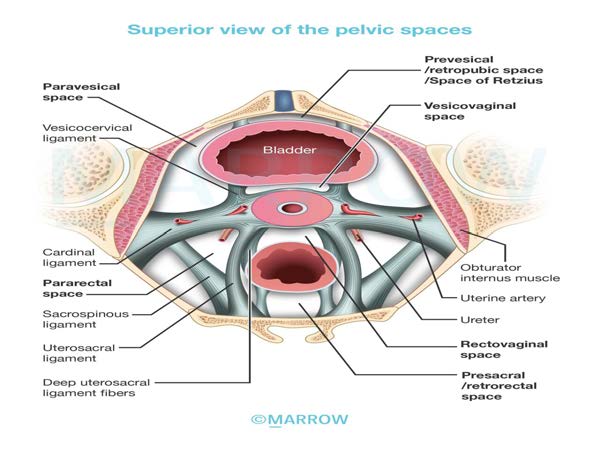 Superior view of the pelvic spaces
Prevesical
/retropubic space
/Space of Retzius
Paravesical
space
Vesicovaginal
space
Vesicocervical
ligament
Bladder
MARROW
Cardinal
ligament
Pararectal
space
Sacrospinous
ligament
Uterosacral
ligament
Deep uterosacral
ligament fibers
Obturator
internus muscle
Uterine artery
Ureter
Rectovaginal
space
Presacral
/retrorectal
space
©MARROW